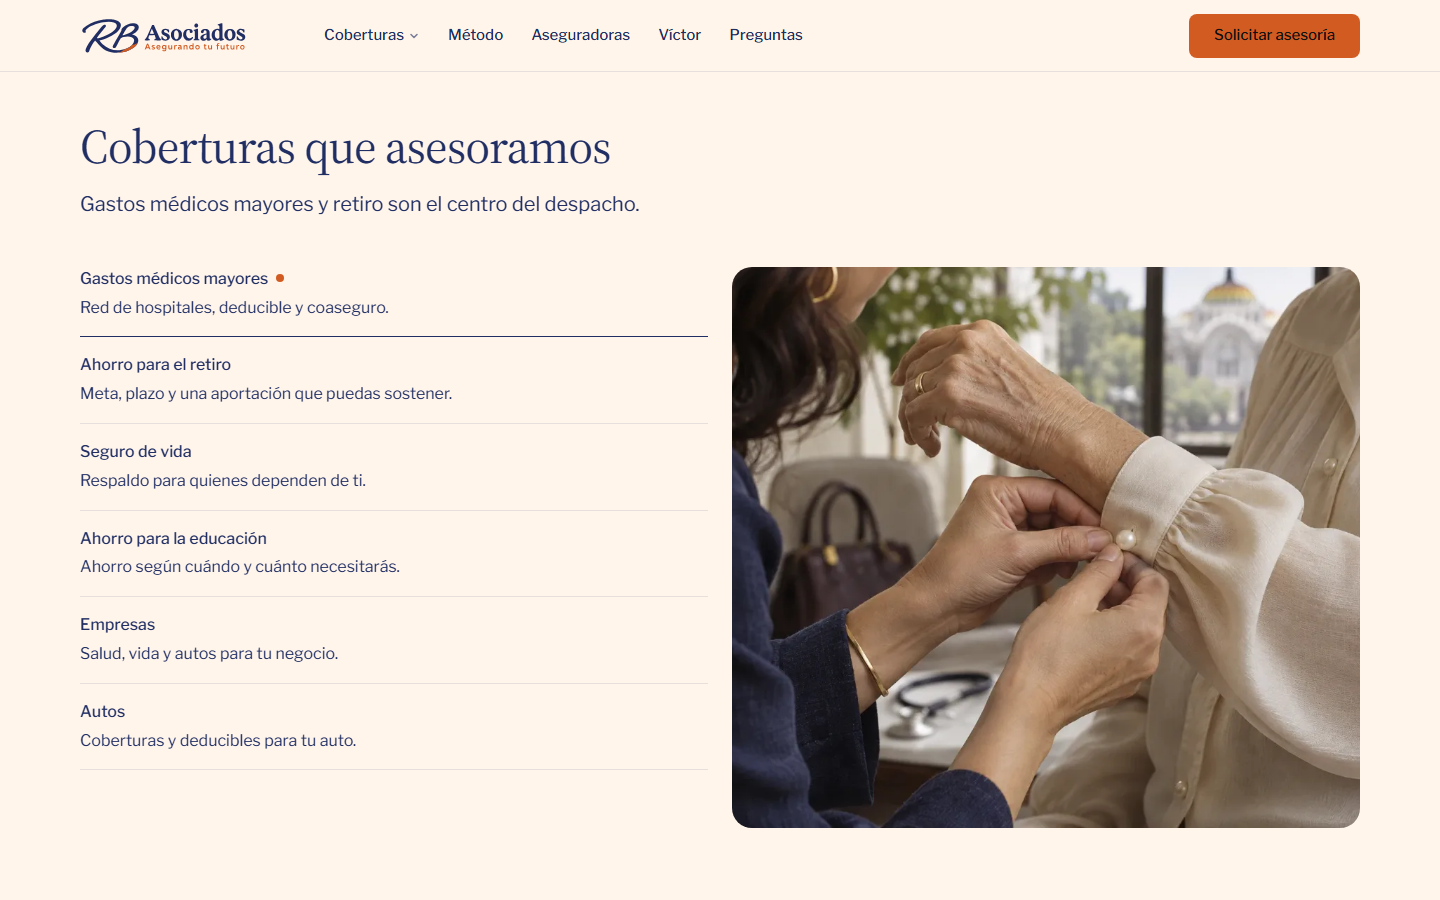 RB Asociados
Asegurando tu futuro
Coberturas
Método
Aseguradoras
Víctor
Preguntas
Solicitar asesoría
Coberturas que asesoramos
Gastos médicos mayores y retiro son el centro del despacho.
Gastos médicos mayores
Red de hospitales, deducible y coaseguro.
Ahorro para el retiro
Meta, plazo y una aportación que puedas sostener.
Seguro de vida
Respaldo para quienes dependen de ti.
Ahorro para la educación
Ahorro según cuándo y cuánto necesitarás.
Empresas
Salud, vida y autos para tu negocio.
Autos
Coberturas y deducibles para tu auto.